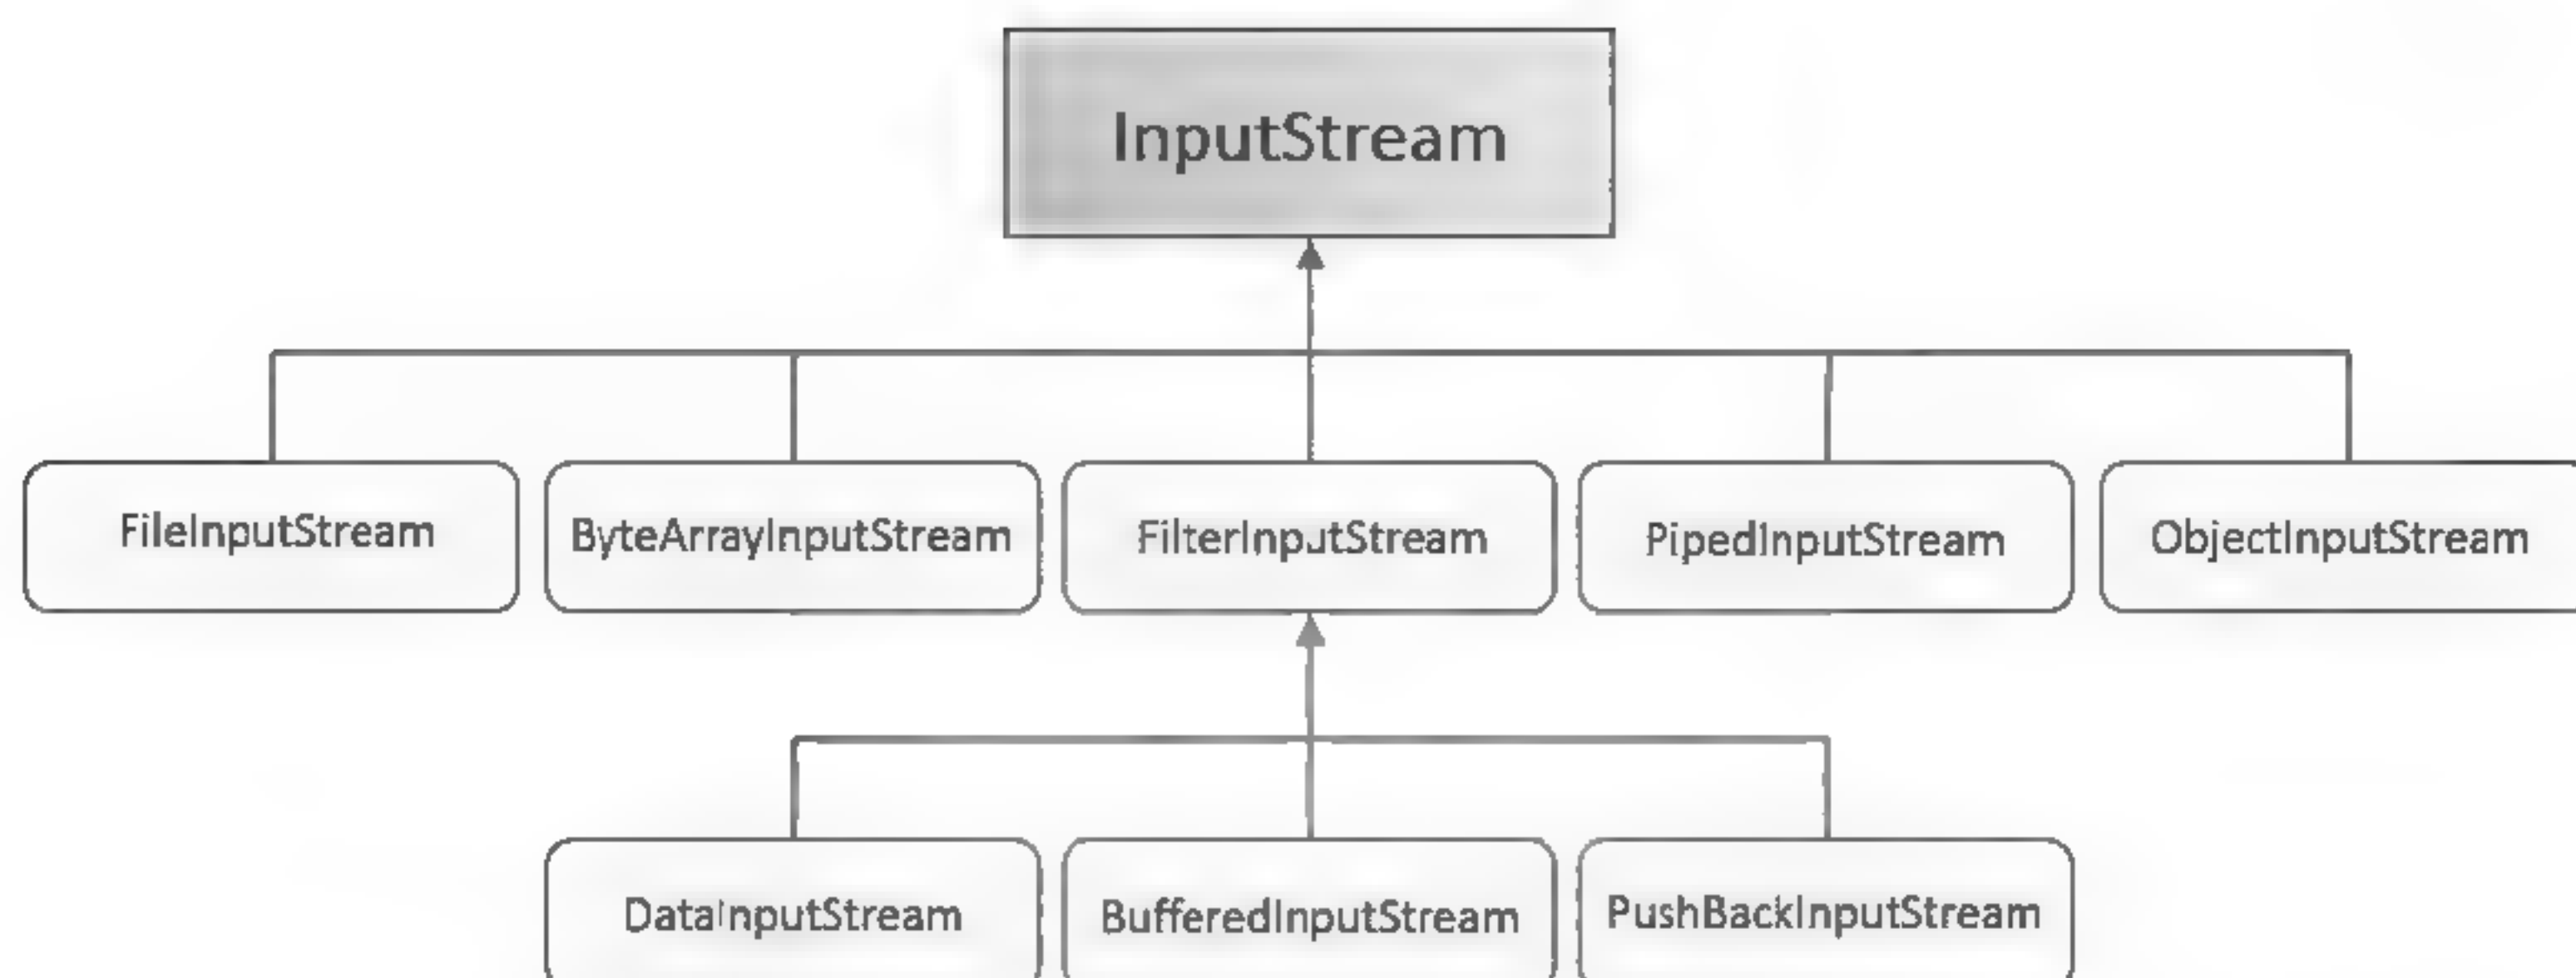 InputStream
FileInputStream
ByteArrayInputStream
FilterInputStream
PipedInputStream
ObjectInputStream
DataInputStream
BufferedInputStream
PushBackInputStream